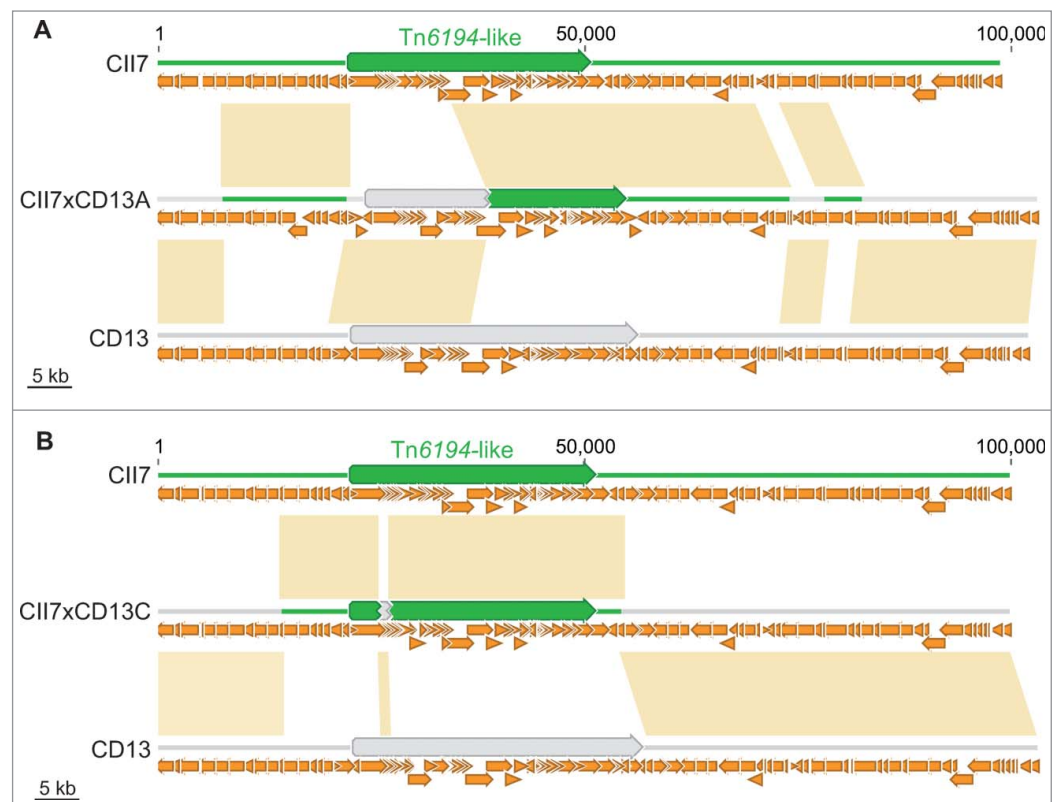 A
1 50,000 100,000
Tn6194-like
CII7
CII7xCD13A
CD13
5 kb
B
1 50,000 100,000
Tn6194-like
CII7
CII7xCD13C
CD13
5 kb